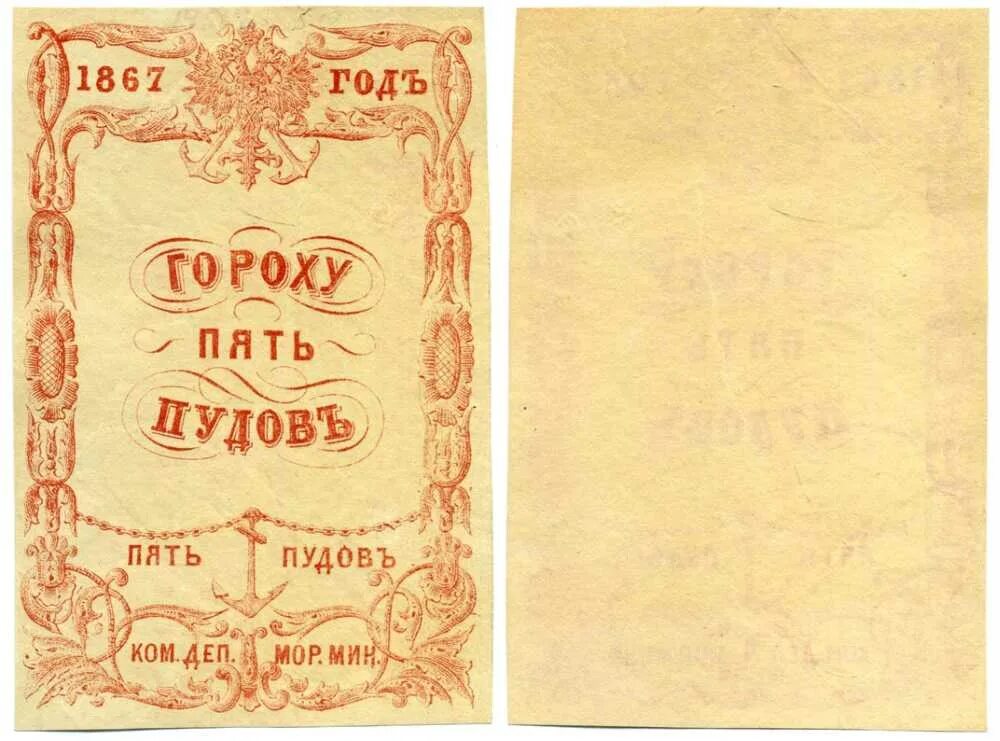 1867 ГОДЪ
ГОРОХУ
ПЯТЬ
ПУДОВЪ
ПЯТЬ ПУДОВЪ
КОМ. ДЕП. МОР. МИН.